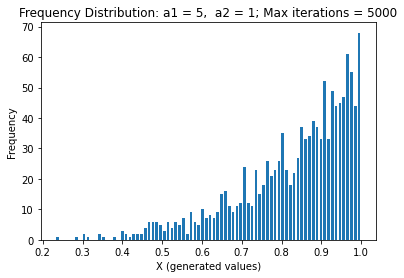 Frequency Distribution: a1 = 5,  a2 = 1; Max iterations = 5000
70
60
50
40
30
20
10
0
Frequency
0.2 0.3 0.4 0.5 0.6 0.7 0.8 0.9 1.0
X (generated values)